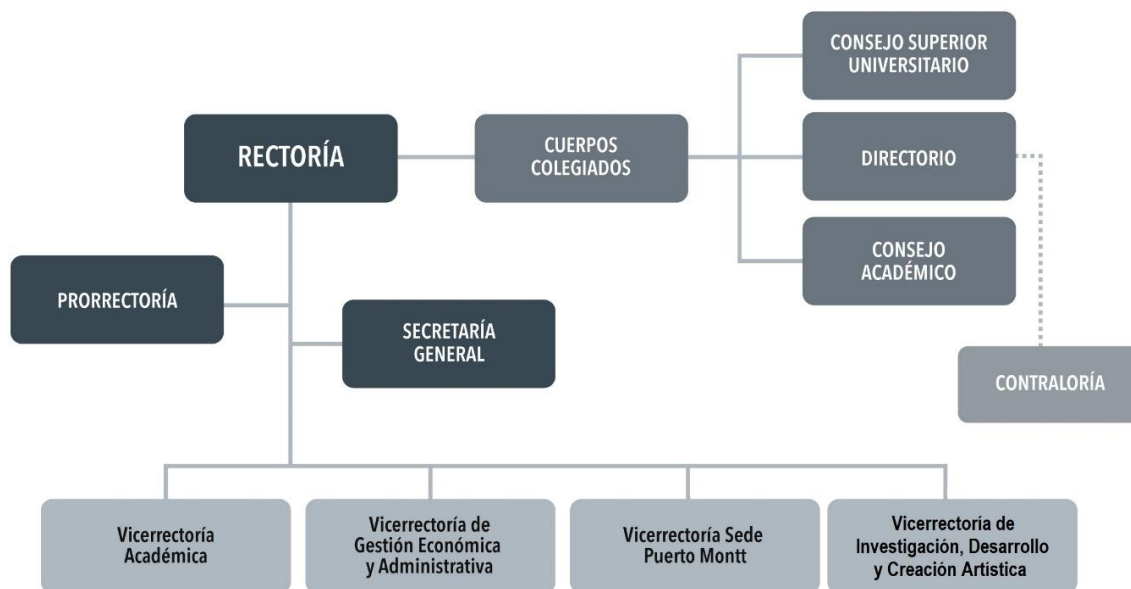 CONSEJO SUPERIOR
UNIVERSITARIO
RECTORÍA
CUERPOS
COLEGIADOS
DIRECTORIO
CONSEJO
ACADÉMICO
PRORRECTORÍA
SECRETARÍA
GENERAL
CONTRALORÍA
Vicerrectoría
Académica
Vicerrectoría de
Gestión Económica
y Administrativa
Vicerrectoría Sede
Puerto Montt
Vicerrectoría de
Investigación, Desarrollo
y Creación Artística